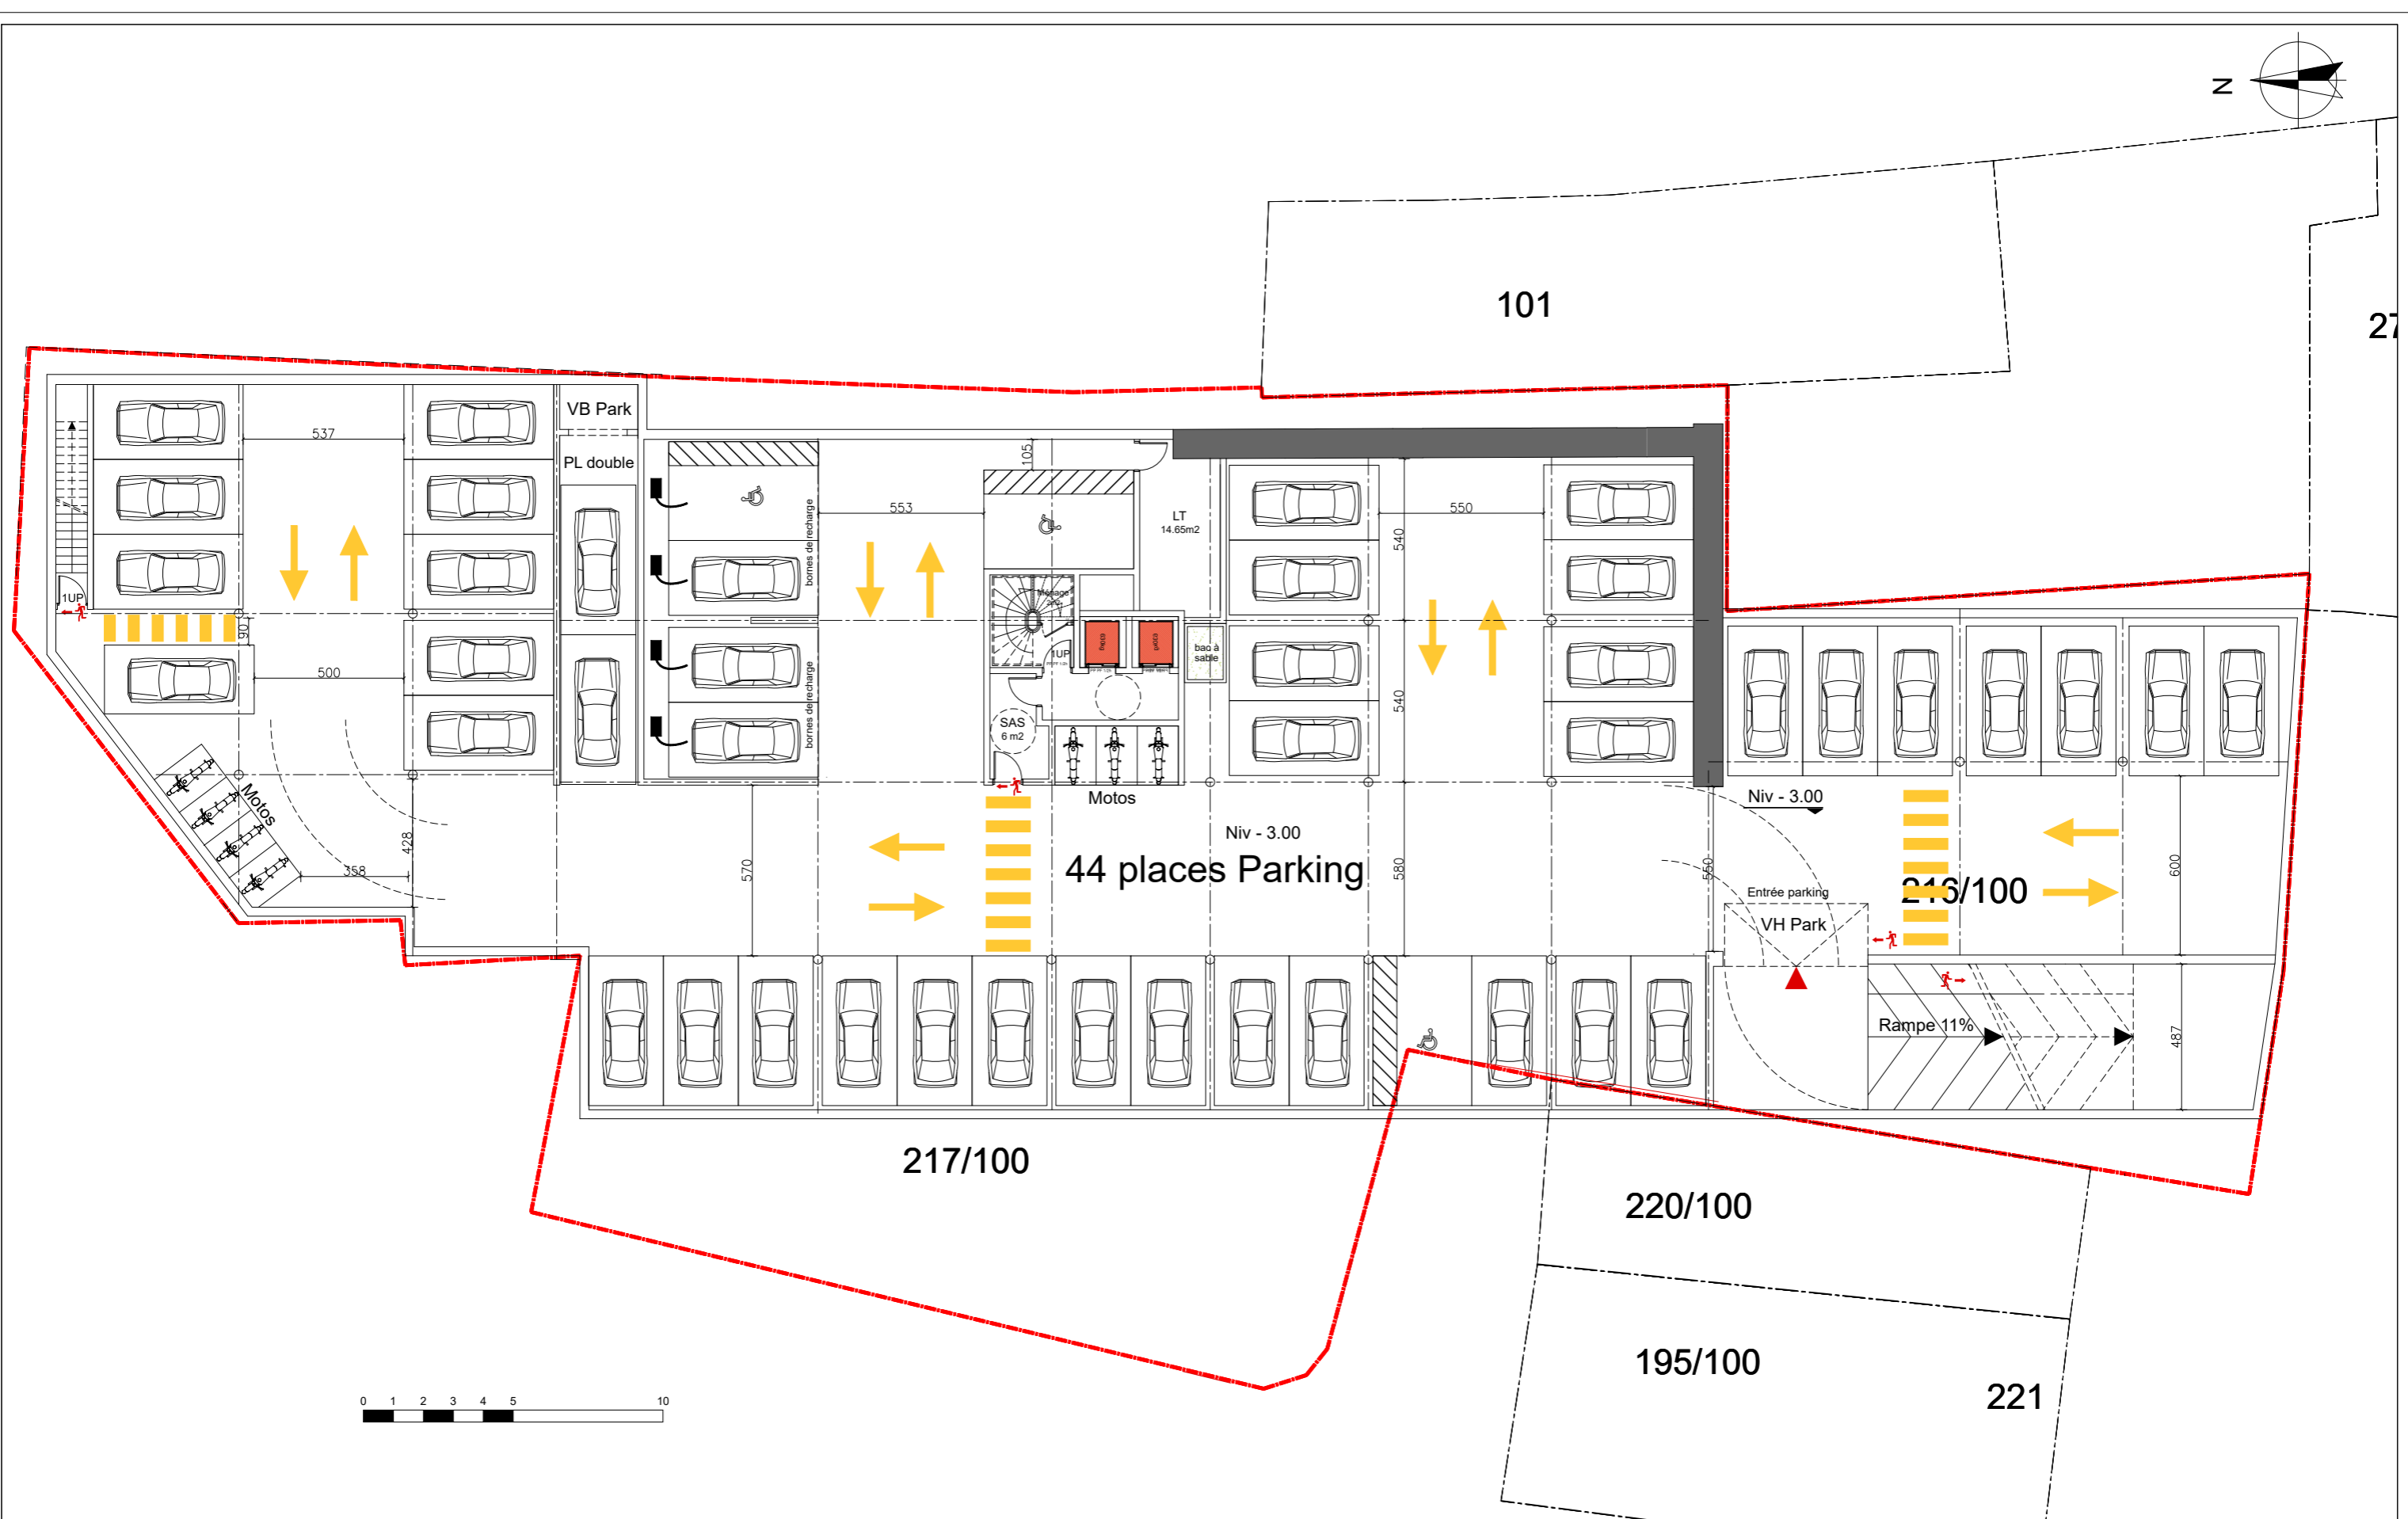 N
101
27
VB Park
537
PL double
105
553
550
540
LT
14.65m2
bornes de recharge
Ménage
1UP
90
1UP
bac à
sable
500
540
bornes de recharge
SAS
6 m2
Motos
Motos
Niv - 3.00
Niv - 3.00
44 places Parking
428
358
570
580
550
600
Entrée parking
216/100
VH Park
Rampe 11%
487
217/100
220/100
195/100
221
0 1 2 3 4 5 10